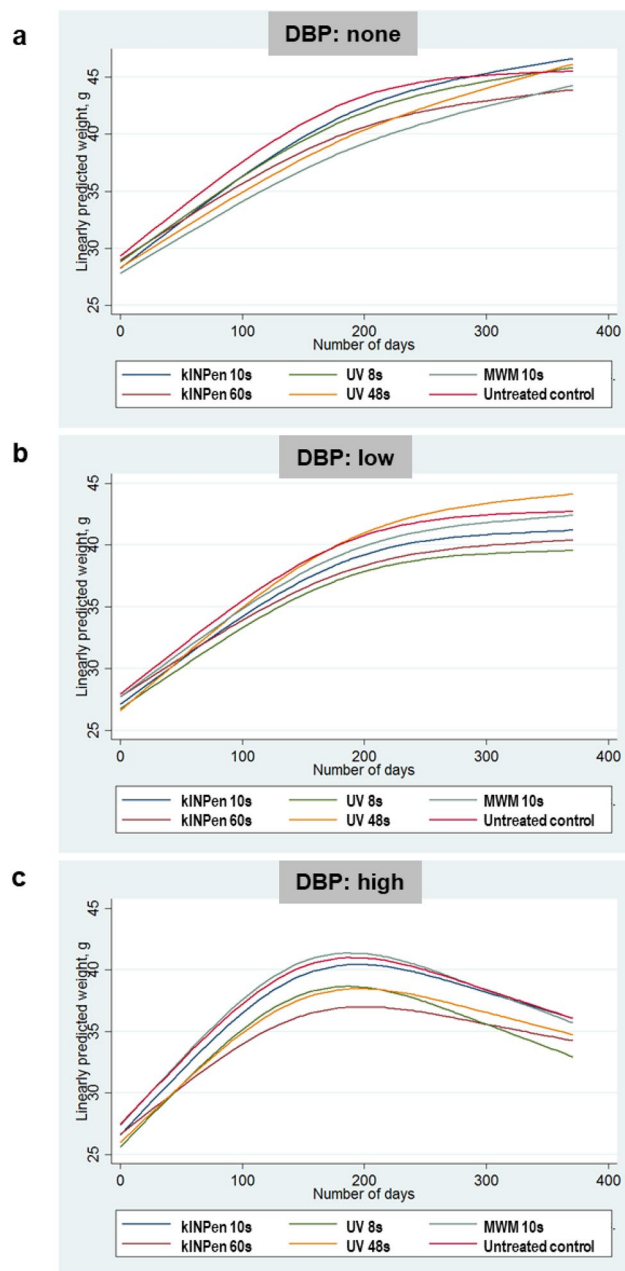 a
DBP: none
Linearly predicted weight, g
45
40
35
30
25
0 100 200 300 400
Number of days
kINPen 10s UV 8s MWM 10s
kINPen 60s UV 48s Untreated control
b
DBP: low
Linearly predicted weight, g
45
40
35
30
25
0 100 200 300 400
Number of days
kINPen 10s UV 8s MWM 10s
kINPen 60s UV 48s Untreated control
c
DBP: high
Linearly predicted weight, g
45
40
35
30
25
0 100 200 300 400
Number of days
kINPen 10s UV 8s MWM 10s
kINPen 60s UV 48s Untreated control